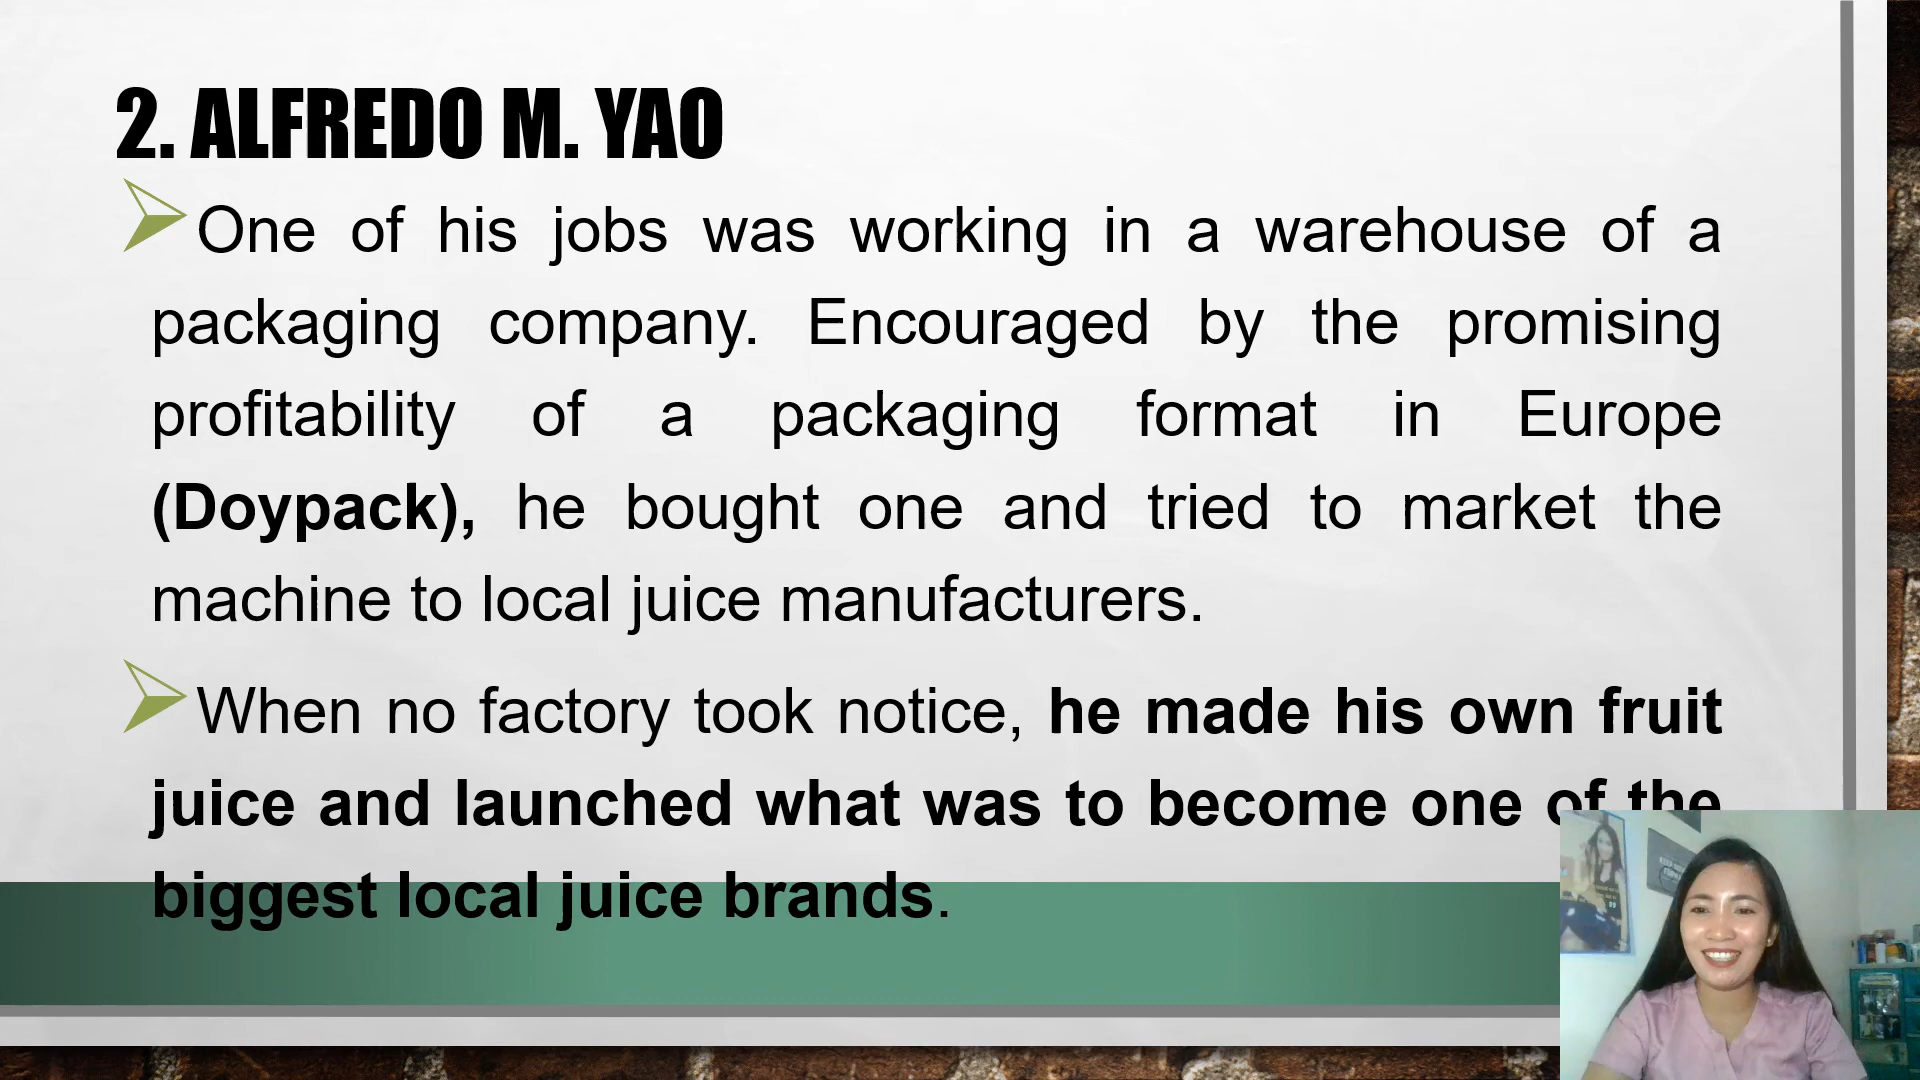 2. ALFREDO M. YAO
One of his jobs was working in a warehouse of a
packaging company. Encouraged by the promising
profitability of a packaging format in Europe
(Doypack), he bought one and tried to market the
machine to local juice manufacturers.
When no factory took notice, he made his own fruit
juice and launched what was to become one of the
biggest local juice brands.